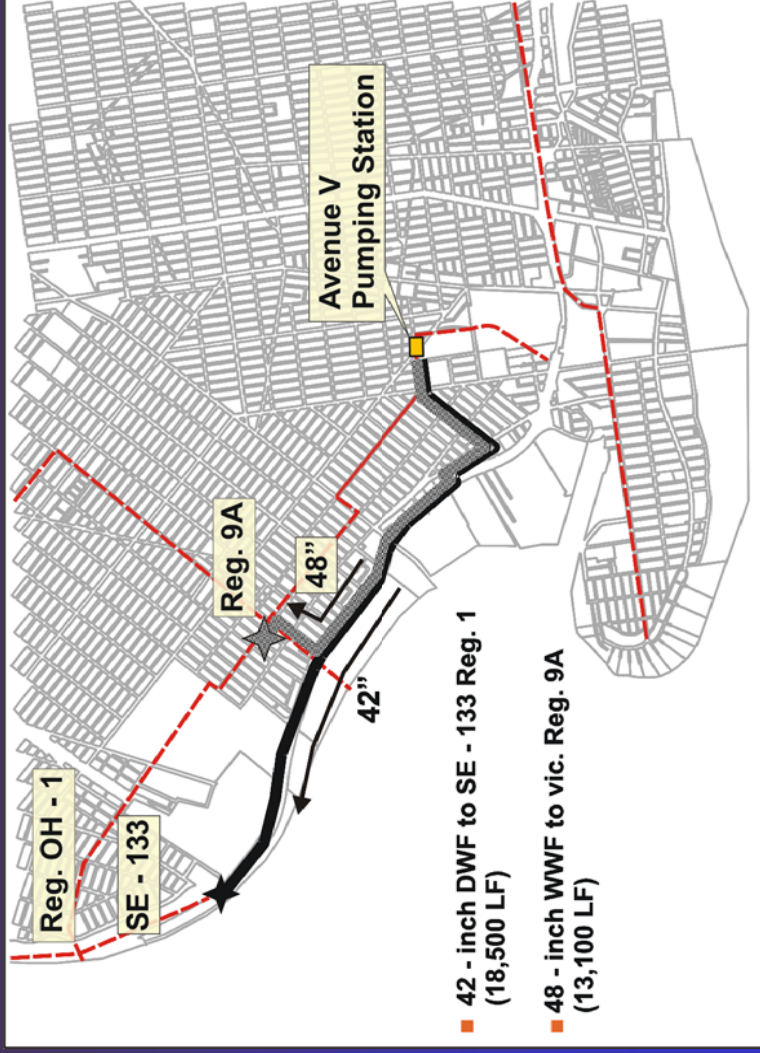 Reg. OH - 1
SE - 133
Reg. 9A
48”
42”
Avenue V
Pumping Station
42 - inch DWF to SE - 133 Reg. 1
(18,500 LF)
48 - inch WWF to vic. Reg. 9A
(13,100 LF)